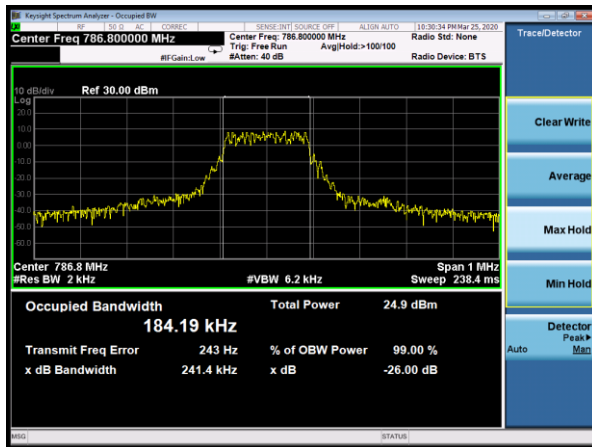 Keysight Spectrum Analyzer - Occupied BW
RF 50 Ω AC CORREC SENSE:INT SOURCE OFF ALIGN AUTO 10:30:34 PM Mar 25, 2020
Center Freq 786.800000 MHz Center Freq: 786.800000 MHz Radio Std: None
Trig: Free Run Avg|Hold:>100/100
#IFGain:Low #Atten: 40 dB Radio Device: BTS
Trace/Detector
10 dB/div Ref 30.00 dBm
Log
20.0
10.0
0.00
-10.0
-20.0
-30.0
-40.0
-50.0
-60.0
Center 786.8 MHz Span 1 MHz
#Res BW 2 kHz #VBW 6.2 kHz Sweep 238.4 ms
Occupied Bandwidth Total Power 24.9 dBm
184.19 kHz
Transmit Freq Error 243 Hz % of OBW Power 99.00 %
x dB Bandwidth 241.4 kHz x dB -26.00 dB
Clear Write
Average
Max Hold
Min Hold
Detector
Peak▶
Auto Man
MSG STATUS